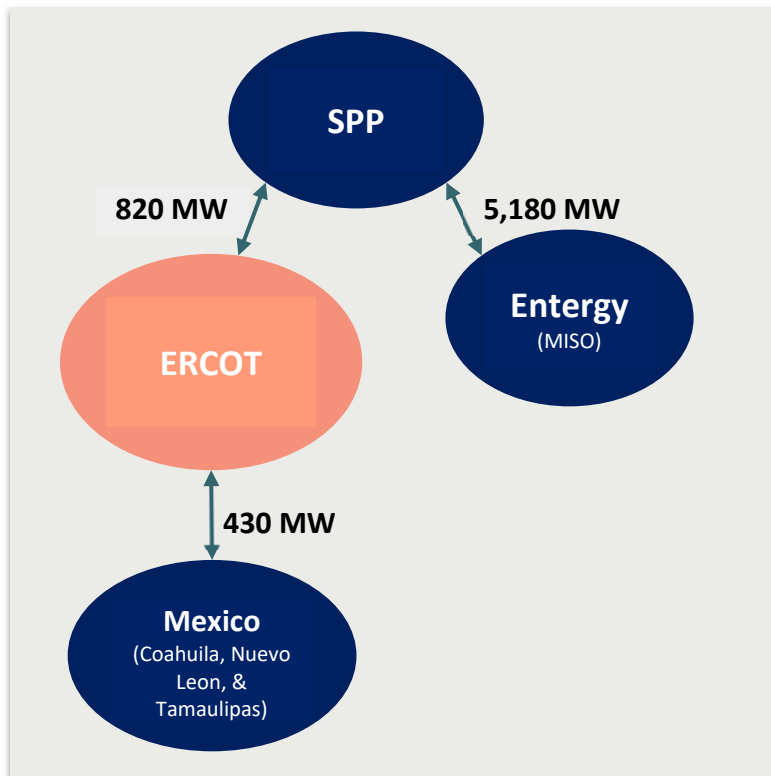 SPP
820 MW
5,180 MW
Entergy
(MISO)
ERCOT
430 MW
Mexico
(Coahuila, Nuevo
Leon, &
Tamaulipas)